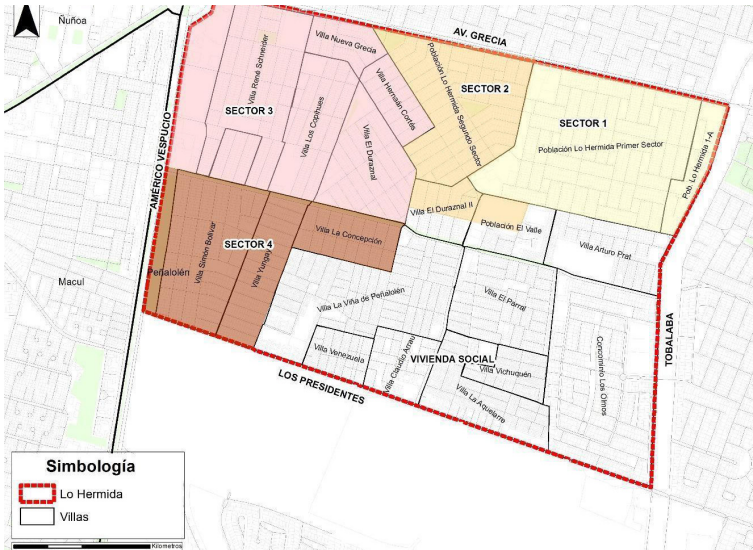 Ñuñoa
AV. GRECIA
Villa Nueva Grecia
Villa René Schneider
Población Lo Hermida Segundo Sector
SECTOR 2
Villa Hernaán Cortés
SECTOR 3
Villa Los Copihues
SECTOR 1
Población Lo Hermida Primer Sector
Villa El Duraznal
Pob. Lo Hermida 1-A
AMÉRICO VESPUCIO
Villa El Duraznal II
Población El Valle
Villa La Concepción
Villa Arturo Prat
SECTOR 4
Villa Simón Bolivar
Villa Yungay
Peñalolén
Macul
Villa La Viña de Peñalolén
Villa El Parral
TOBALABA
Villa Venezuela
Villa Claudio Arrau
VIVIENDA SOCIAL
Villa Vichuquén
Condominio Los Olmos
LOS PRESIDENTES
Villa La Aquelarre
Simbología
Lo Hermida
Villas
Kilometros